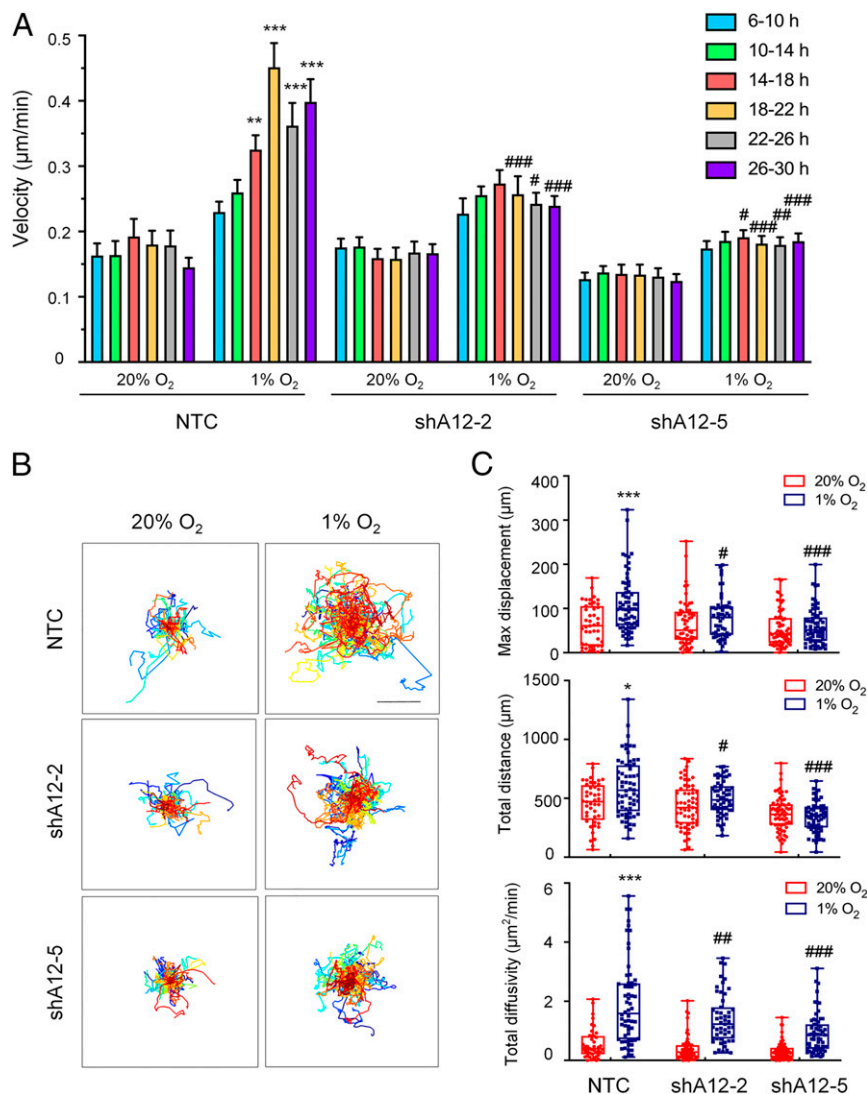 A
Velocity (µm/min)
0.5
0.4
0.3
0.2
0.1
0
**
***
***
***
###
#
###
#
###
##
###
6-10 h
10-14 h
14-18 h
18-22 h
22-26 h
26-30 h
20% O2
1% O2
20% O2
1% O2
20% O2
1% O2
NTC
shA12-2
shA12-5
B
20% O2
1% O2
NTC
shA12-2
shA12-5
C
Max displacement (µm)
400
300
200
100
0
***
#
###
20% O2
1% O2
Total distance (µm)
1500
1000
500
0
*
#
###
20% O2
1% O2
Total diffusivity (µm2/min)
6
4
2
0
***
##
###
20% O2
1% O2
NTC
shA12-2
shA12-5